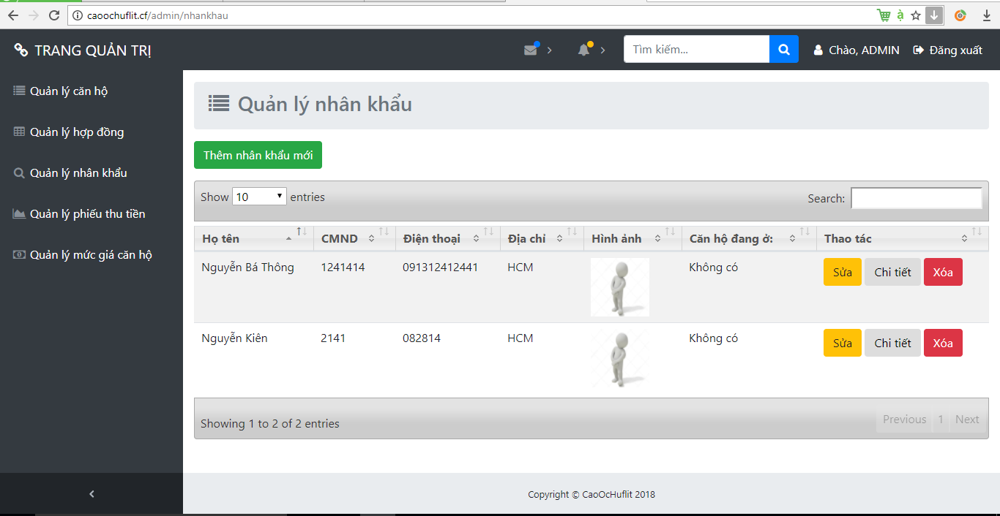 caoochuflit.cf/admin/nhankhau
TRANG QUẢN TRỊ
Tìm kiếm...
Chào, ADMIN
Đăng xuất
Quản lý căn hộ
Quản lý hợp đồng
Quản lý nhân khẩu
Quản lý phiếu thu tiền
Quản lý mức giá căn hộ
Quản lý nhân khẩu
Thêm nhân khẩu mới
Show 10 entries
Search:
Họ tên CMND Điện thoại Địa chỉ Hình ảnh Căn hộ đang ở: Thao tác
Nguyễn Bá Thông 1241414 091312412441 HCM Không có Sửa Chi tiết Xóa
Nguyễn Kiên 2141 082814 HCM Không có Sửa Chi tiết Xóa
Showing 1 to 2 of 2 entries
Previous 1 Next
Copyright © CaoOcHuflit 2018